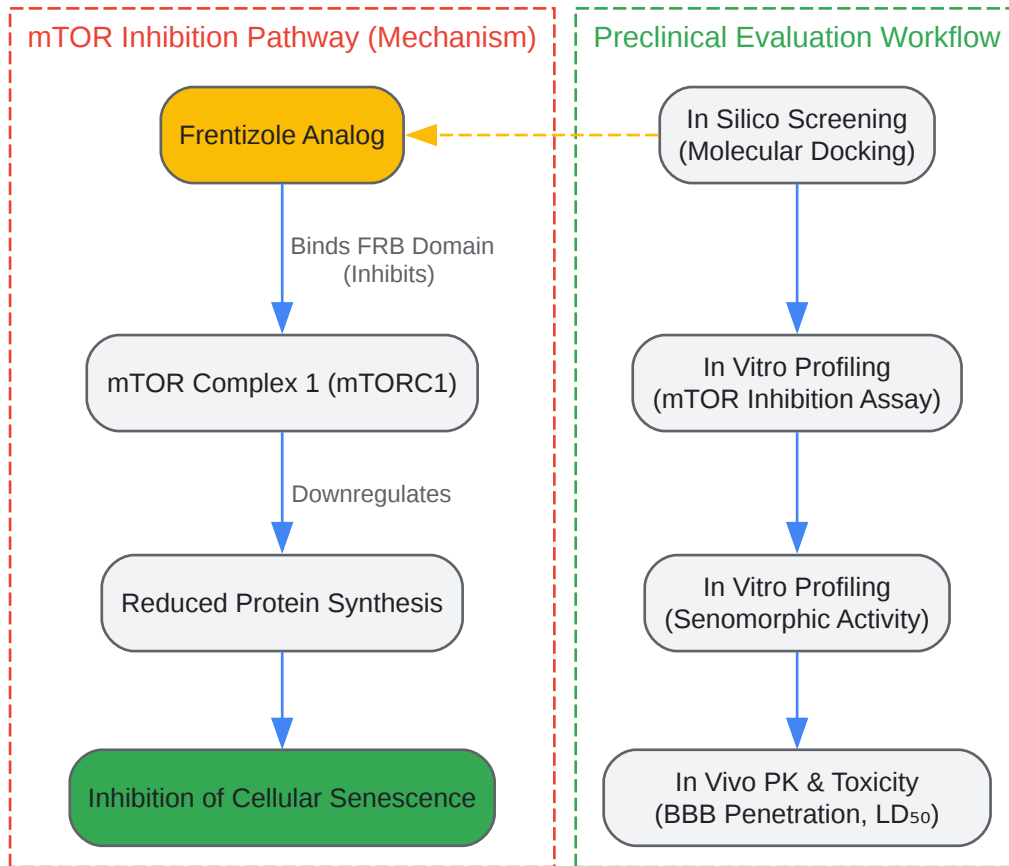 mTOR Inhibition Pathway (Mechanism)
Frentizole Analog
Binds FRB Domain
(Inhibits)
mTOR Complex 1 (mTORC1)
Downregulates
Reduced Protein Synthesis
Inhibition of Cellular Senescence
Preclinical Evaluation Workflow
In Silico Screening
(Molecular Docking)
In Vitro Profiling
(mTOR Inhibition Assay)
In Vitro Profiling
(Senomorphic Activity)
In Vivo PK & Toxicity
(BBB Penetration, LD₅₀)